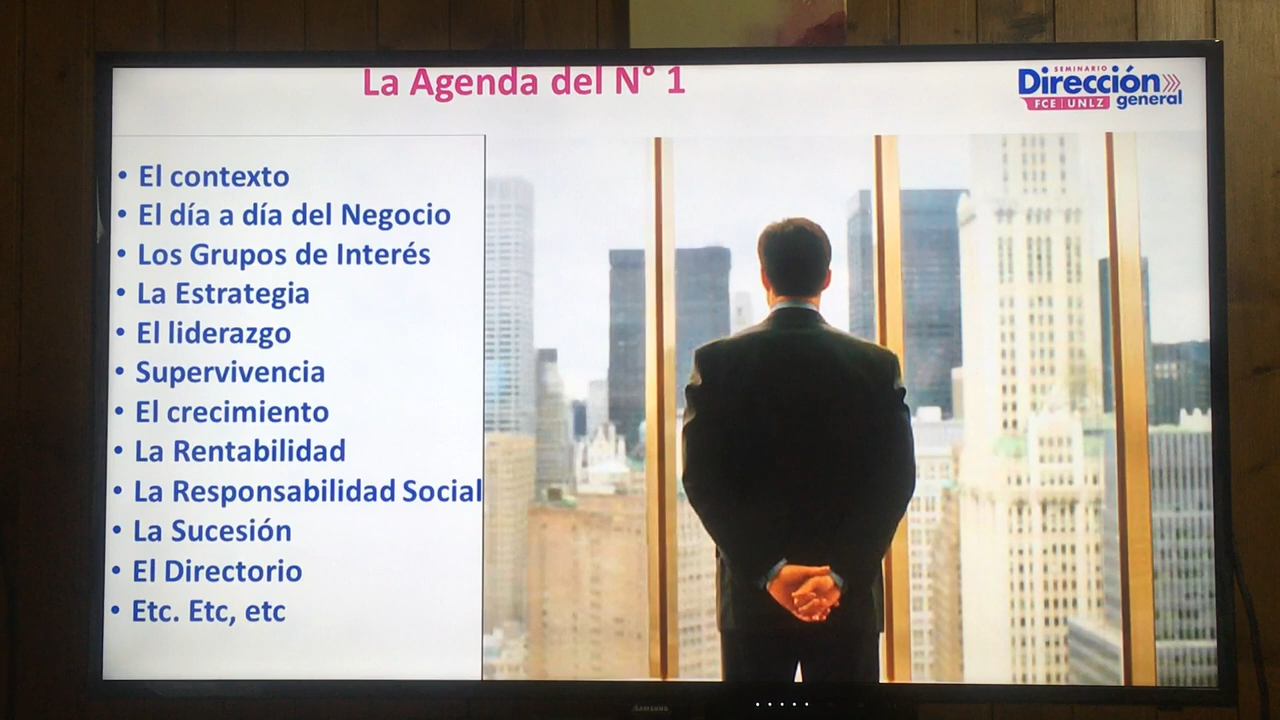 La Agenda del N° 1
SEMINARIO
Dirección
FCE | UNLZ general
• El contexto
• El día a día del Negocio
• Los Grupos de Interés
• La Estrategia
• El liderazgo
• Supervivencia
• El crecimiento
• La Rentabilidad
• La Responsabilidad Social
• La Sucesión
• El Directorio
• Etc. Etc, etc
SAMSUNG